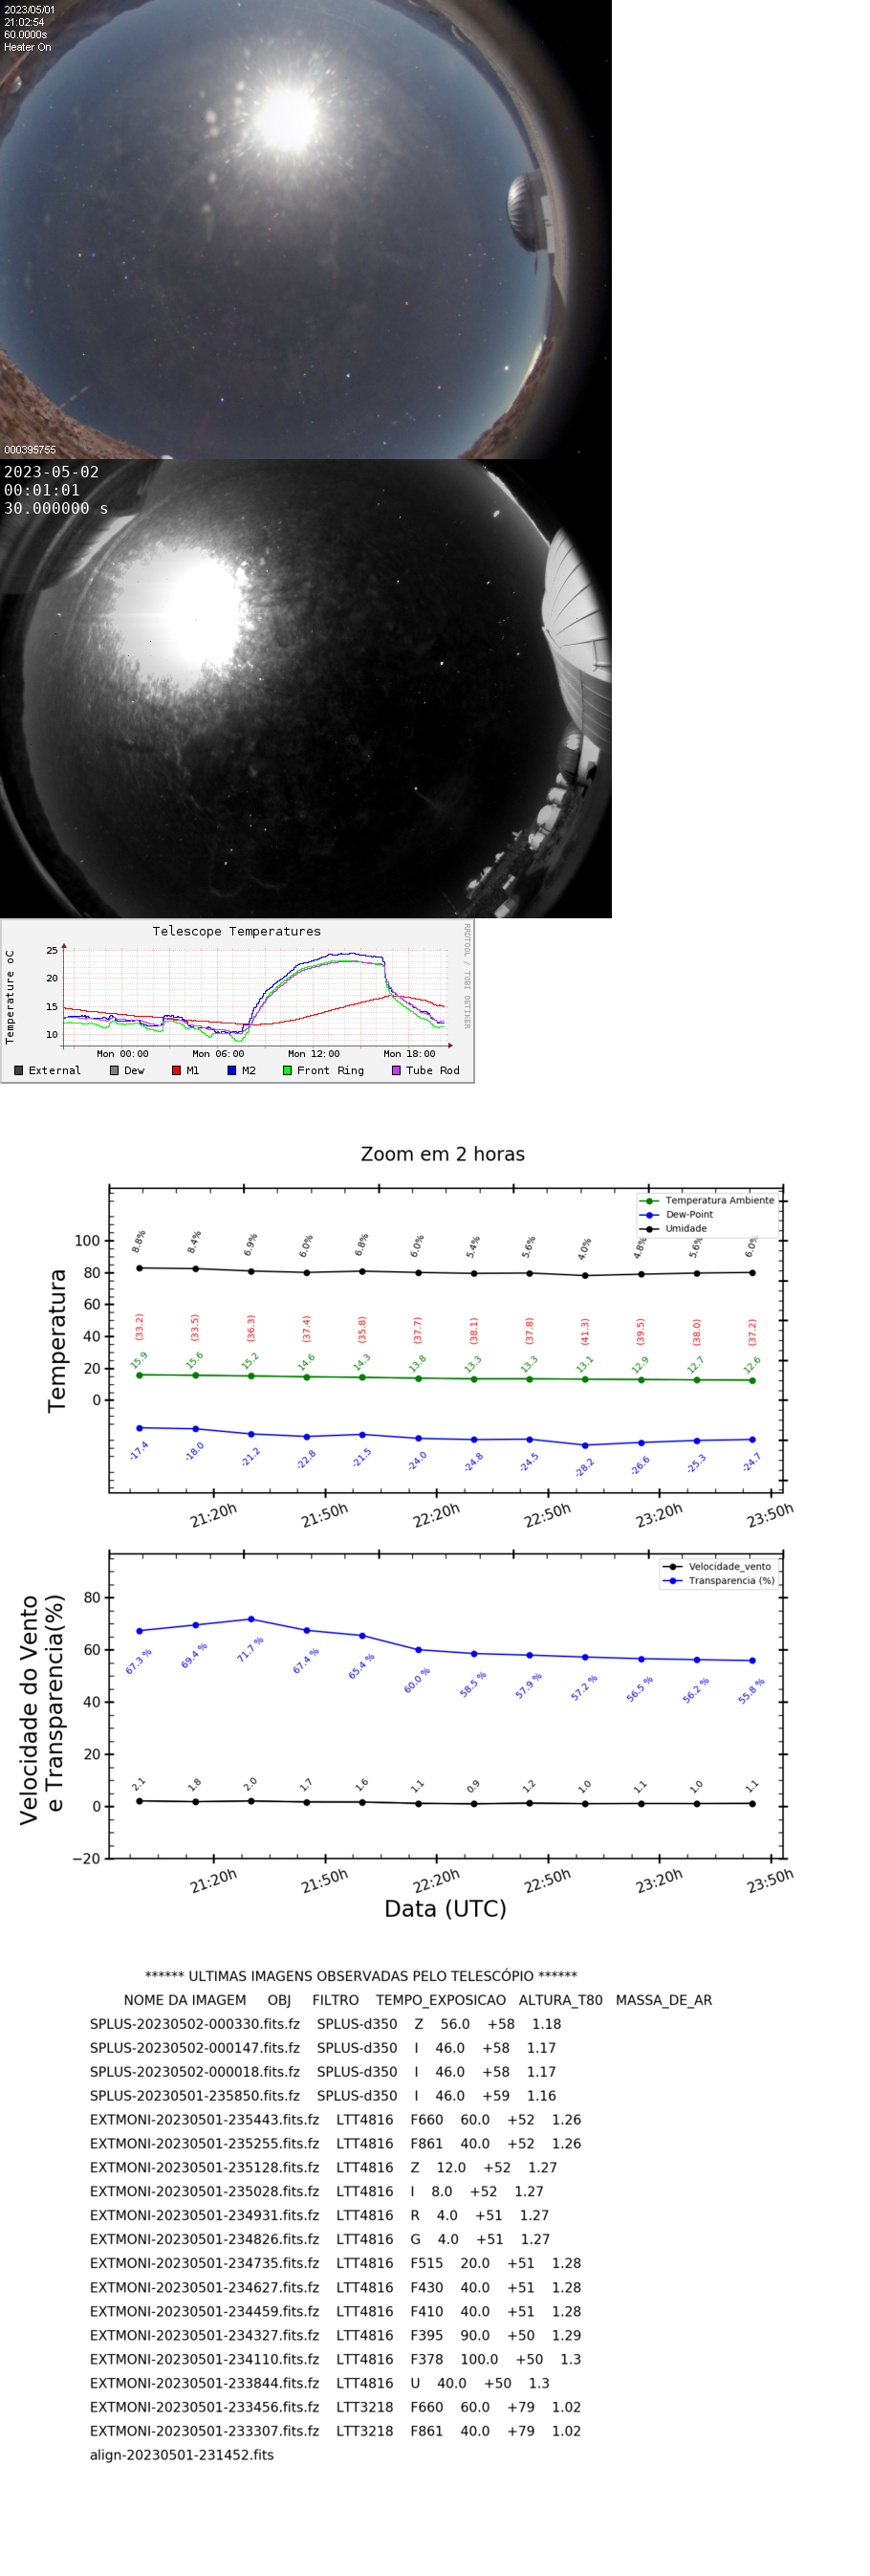 2023/05/01
21:02:54
60.0000s
Heater On
000395755
2023-05-02
00:01:01
30.000000 s
Telescope Temperatures
Temperature oC
25
20
15
10
Mon 00:00 Mon 06:00 Mon 12:00 Mon 18:00
External Dew M1 M2 Front Ring Tube Rod
RRDTOOL / TOBI OETIKER
Zoom em 2 horas
Temperatura
Temperatura Ambiente
Dew-Point
Umidade
100
80
60
40
20
0
8.8% 8.4% 6.9% 6.0% 6.8% 6.0% 5.4% 5.6% 4.0% 4.8% 5.6% 6.0%
(33.2) (33.5) (36.3) (37.4) (35.8) (37.7) (38.1) (37.8) (41.3) (39.5) (38.0) (37.2)
15.9 15.6 15.2 14.6 14.3 13.8 13.3 13.3 13.1 12.9 12.7 12.6
-17.4 -18.0 -21.2 -22.8 -21.5 -24.0 -24.8 -24.5 -28.2 -26.6 -25.3 -24.7
21:20h 21:50h 22:20h 22:50h 23:20h 23:50h
Velocidade do Vento
e Transparencia(%)
Velocidade_vento
Transparencia (%)
80
60
40
20
0
−20
67.3 % 69.4 % 71.7 % 67.4 % 65.4 % 60.0 % 58.5 % 57.9 % 57.2 % 56.5 % 56.2 % 55.8 %
2.1 1.8 2.0 1.7 1.6 1.1 0.9 1.2 1.0 1.1 1.0 1.1
21:20h 21:50h 22:20h 22:50h 23:20h 23:50h
Data (UTC)
****** ULTIMAS IMAGENS OBSERVADAS PELO TELESCÓPIO ******
NOME DA IMAGEM OBJ FILTRO TEMPO_EXPOSICAO ALTURA_T80 MASSA_DE_AR
SPLUS-20230502-000330.fits.fz SPLUS-d350 Z 56.0 +58 1.18
SPLUS-20230502-000147.fits.fz SPLUS-d350 I 46.0 +58 1.17
SPLUS-20230502-000018.fits.fz SPLUS-d350 I 46.0 +58 1.17
SPLUS-20230501-235850.fits.fz SPLUS-d350 I 46.0 +59 1.16
EXTMONI-20230501-235443.fits.fz LTT4816 F660 60.0 +52 1.26
EXTMONI-20230501-235255.fits.fz LTT4816 F861 40.0 +52 1.26
EXTMONI-20230501-235128.fits.fz LTT4816 Z 12.0 +52 1.27
EXTMONI-20230501-235028.fits.fz LTT4816 I 8.0 +52 1.27
EXTMONI-20230501-234931.fits.fz LTT4816 R 4.0 +51 1.27
EXTMONI-20230501-234826.fits.fz LTT4816 G 4.0 +51 1.27
EXTMONI-20230501-234735.fits.fz LTT4816 F515 20.0 +51 1.28
EXTMONI-20230501-234627.fits.fz LTT4816 F430 40.0 +51 1.28
EXTMONI-20230501-234459.fits.fz LTT4816 F410 40.0 +51 1.28
EXTMONI-20230501-234327.fits.fz LTT4816 F395 90.0 +50 1.29
EXTMONI-20230501-234110.fits.fz LTT4816 F378 100.0 +50 1.3
EXTMONI-20230501-233844.fits.fz LTT4816 U 40.0 +50 1.3
EXTMONI-20230501-233456.fits.fz LTT3218 F660 60.0 +79 1.02
EXTMONI-20230501-233307.fits.fz LTT3218 F861 40.0 +79 1.02
align-20230501-231452.fits